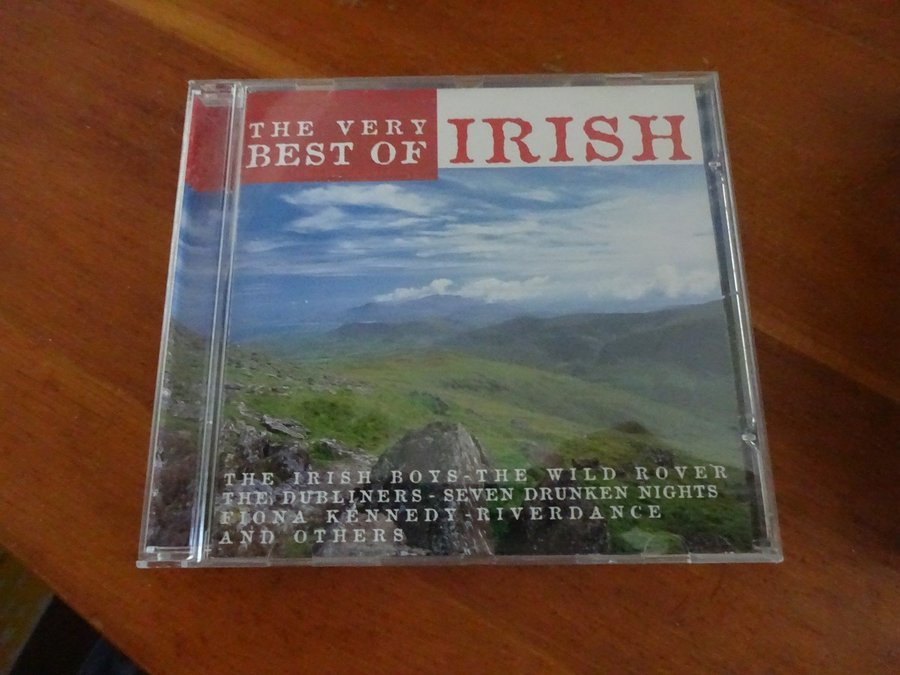 THE VERY
BEST OF
IRISH
THE IRISH BOYS-THE WILD ROVER
THE DUBLINERS - SEVEN DRUNKEN NIGHTS
FIONA KENNEDY-RIVERDANCE
AND OTHERS